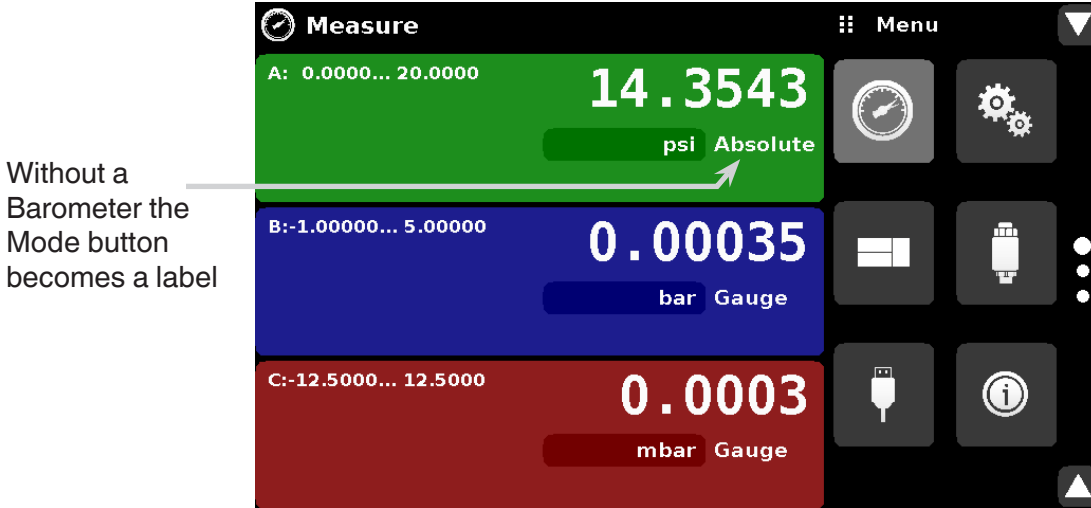 Measure
Menu
A: 0.0000... 20.0000
14.3543
psi Absolute
Without a
Barometer the
Mode button
becomes a label
B:-1.00000... 5.00000
0.00035
bar Gauge
C:-12.5000... 12.5000
0.0003
mbar Gauge
i